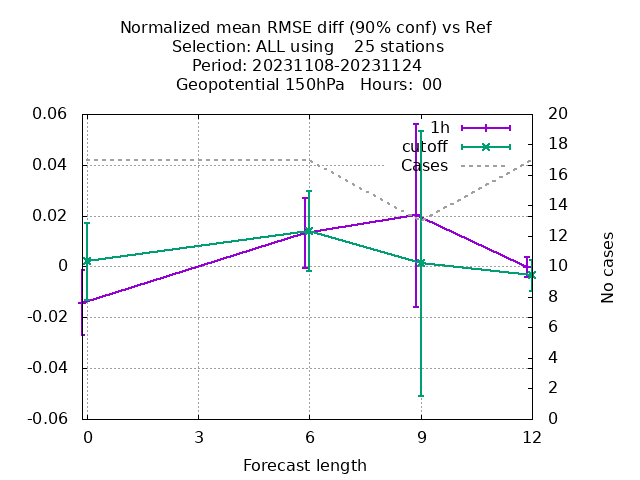 Normalized mean RMSE diff (90% conf) vs Ref
Selection: ALL using    25 stations
Period: 20231108-20231124
Geopotential 150hPa   Hours:  00
1h
cutoff
Cases
0.06
0.04
0.02
0
-0.02
-0.04
-0.06
20
18
16
14
12
10
8
6
4
2
0
No cases
0
3
6
9
12
Forecast length